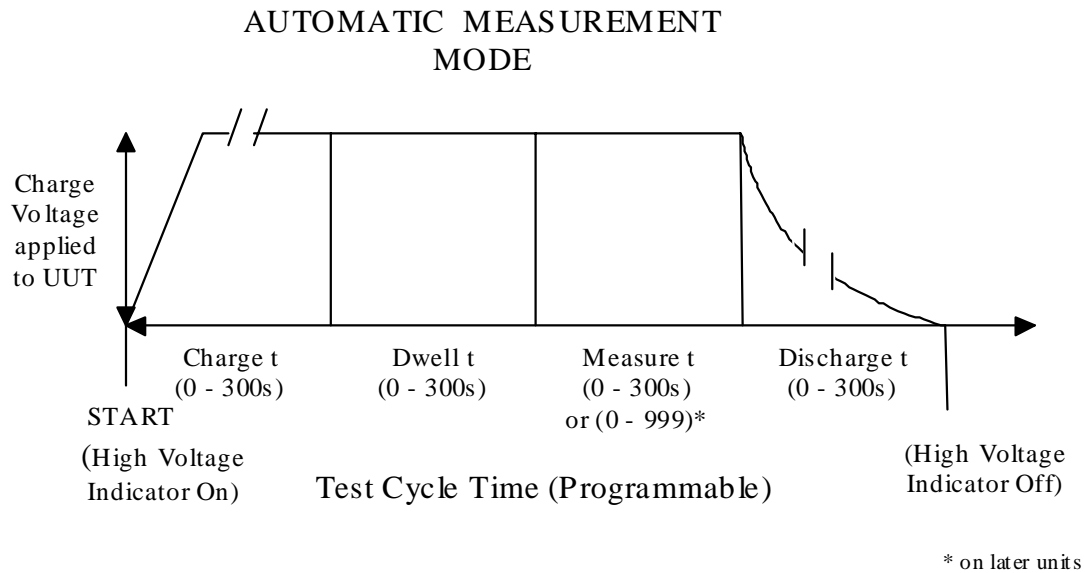 AUTOMATIC MEASUREMENT
MODE
Charge
Voltage
applied
to UUT
Charge t
(0 - 300s)
Dwell t
(0 - 300s)
Measure t
(0 - 300s)
or (0 - 999)*
Discharge t
(0 - 300s)
START
(High Voltage
Indicator On)
Test Cycle Time (Programmable)
(High Voltage
Indicator Off)
* on later units